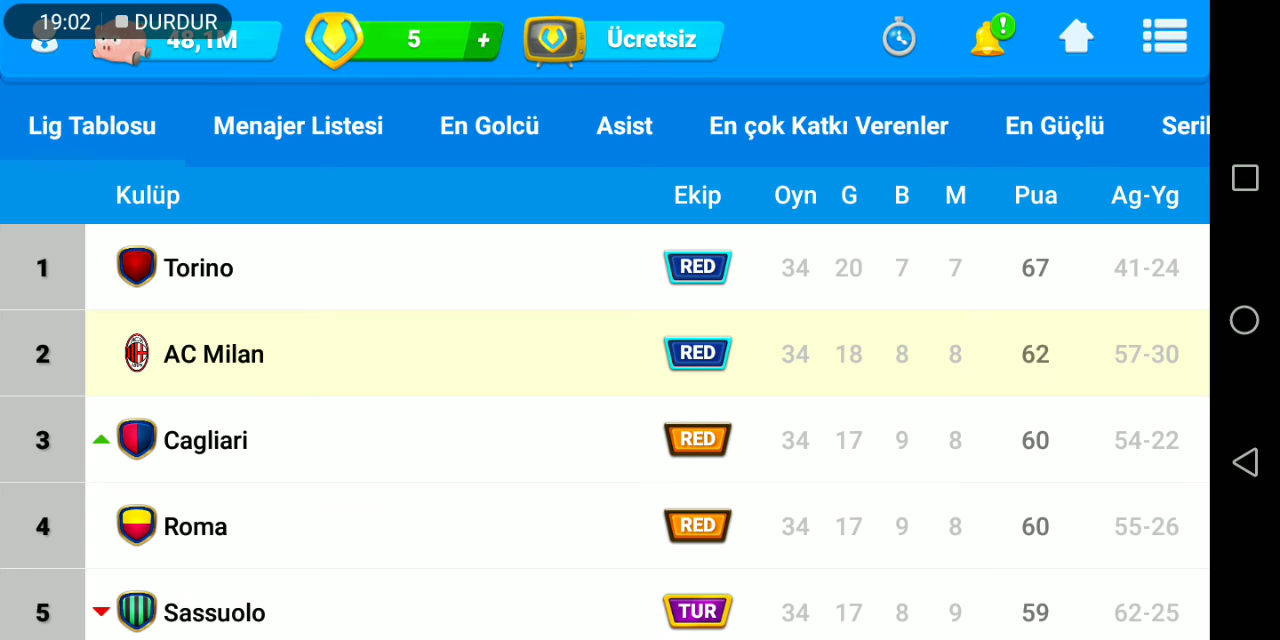 19:02 DURDUR
48,1M 5 + Ücretsiz !
Lig Tablosu Menajer Listesi En Golcü Asist En çok Katkı Verenler En Güçlü
Kulüp Ekip Oyn G B M Pua Ag-Yg
1 Torino RED 34 20 7 7 67 41-24
2 AC Milan RED 34 18 8 8 62 57-30
3 Cagliari RED 34 17 9 8 60 54-22
4 Roma RED 34 17 9 8 60 55-26
5 Sassuolo TUR 34 17 8 9 59 62-25